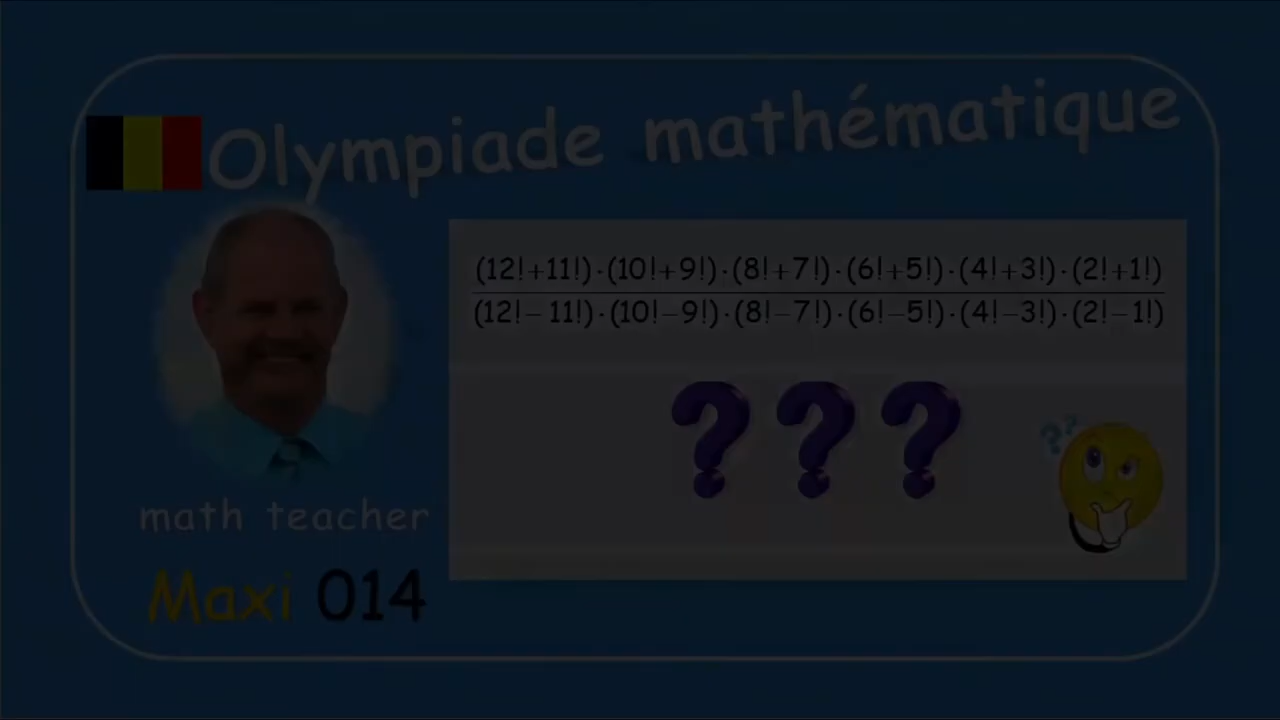 Olympiade mathématique
(12!+11!)·(10!+9!)·(8!+7!)·(6!+5!)·(4!+3!)·(2!+1!)
(12!−11!)·(10!−9!)·(8!−7!)·(6!−5!)·(4!−3!)·(2!−1!)
???
??
math teacher
Maxi 014